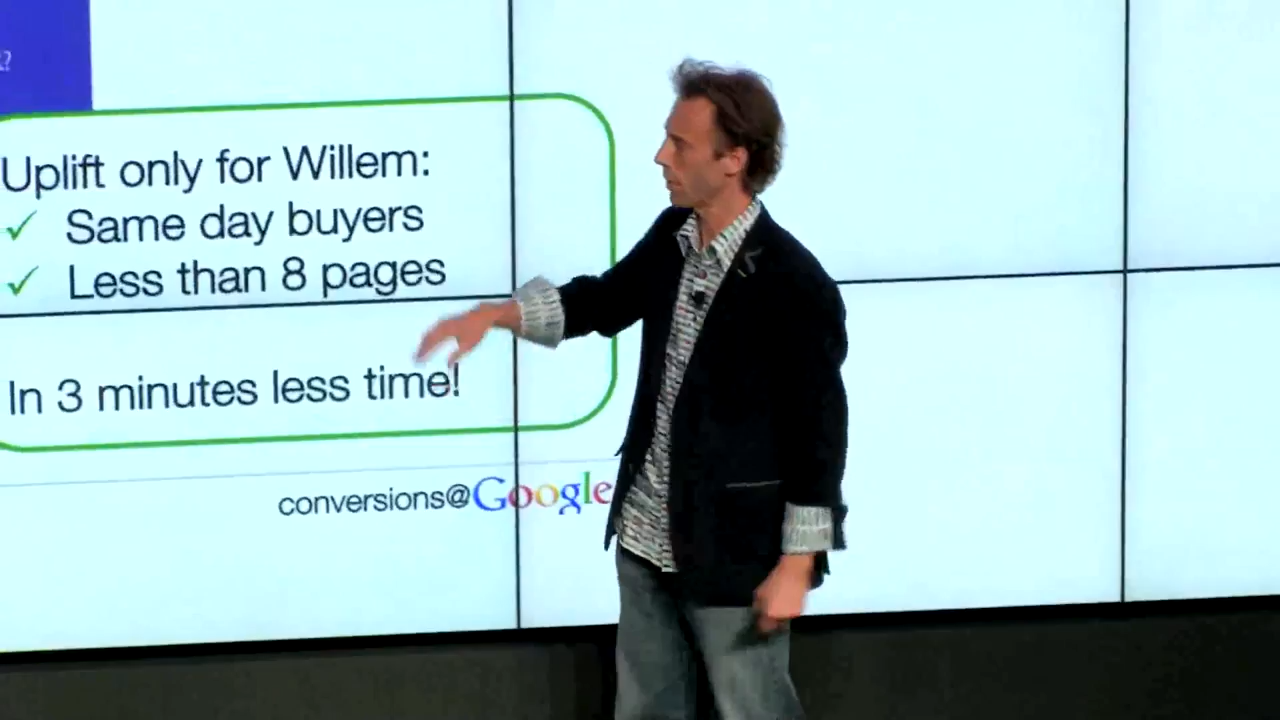 Uplift only for Willem:
✓ Same day buyers
✓ Less than 8 pages
In 3 minutes less time!
conversions@Google